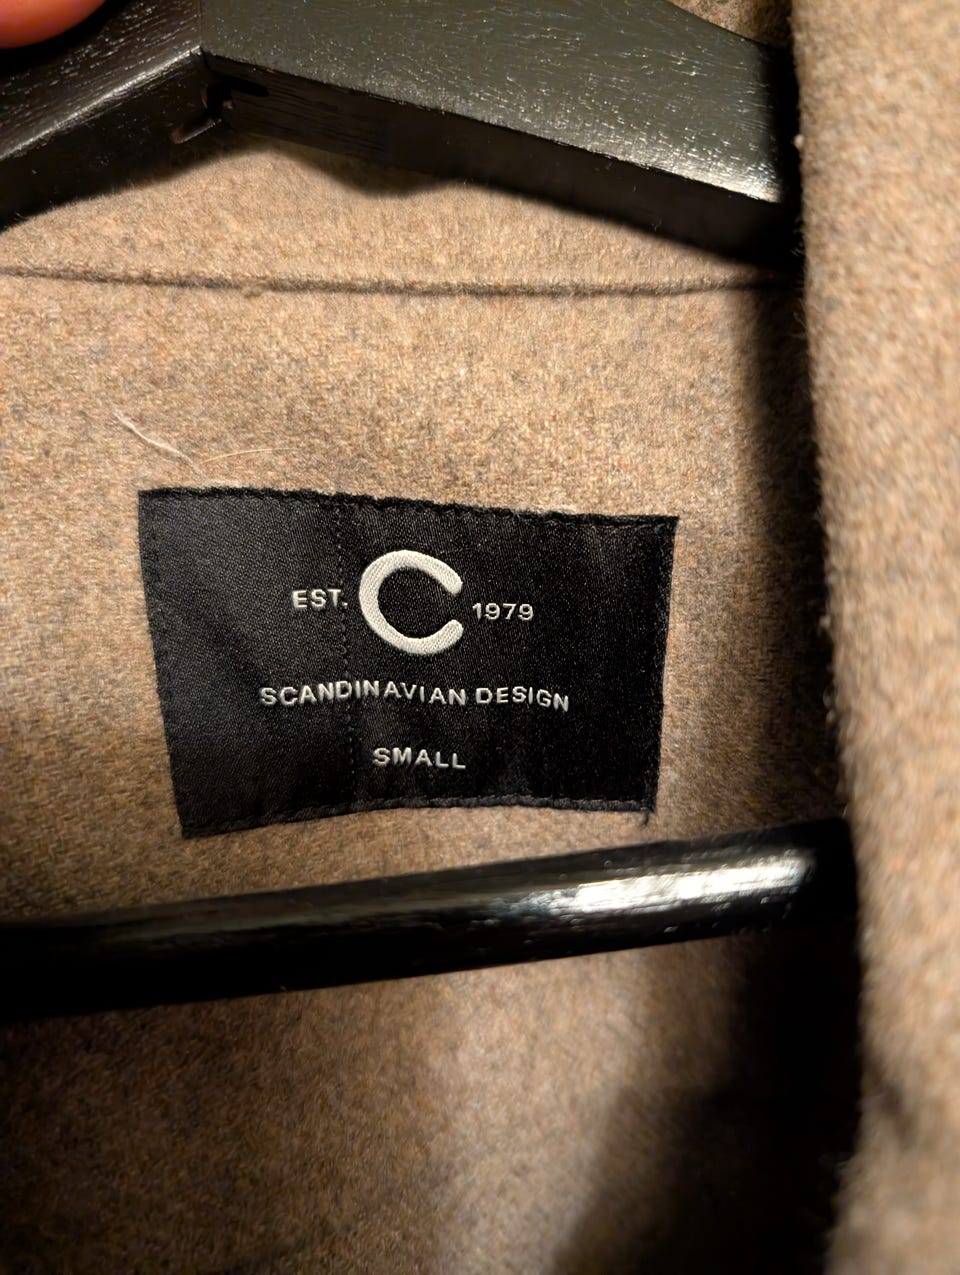 EST. C 1979
SCANDINAVIAN DESIGN
SMALL